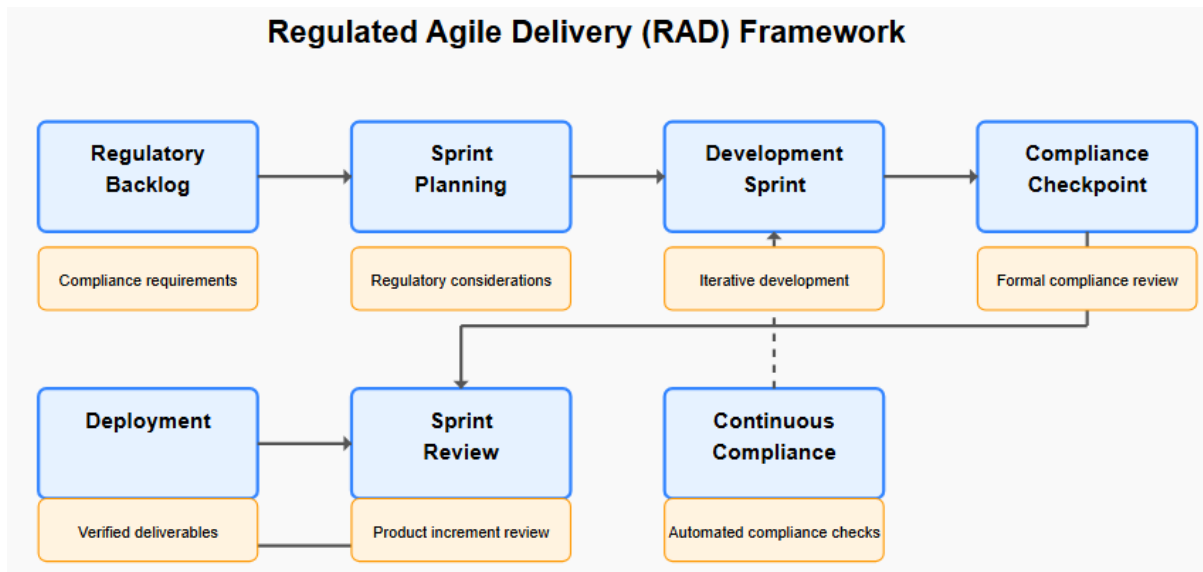 Regulated Agile Delivery (RAD) Framework
Regulatory
Backlog
Compliance requirements
Sprint
Planning
Regulatory considerations
Development
Sprint
Iterative development
Compliance
Checkpoint
Formal compliance review
Deployment
Verified deliverables
Sprint
Review
Product increment review
Continuous
Compliance
Automated compliance checks